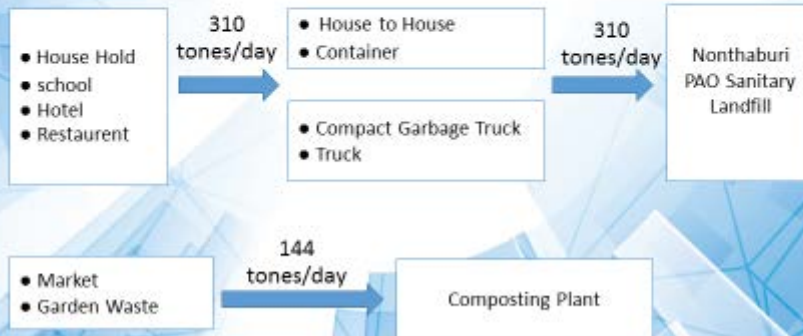 ● House Hold
● school
● Hotel
● Restaurent
310
tones/day
● House to House
● Container
● Compact Garbage Truck
● Truck
310
tones/day
Nonthaburi
PAO Sanitary
Landfill
● Market
● Garden Waste
144
tones/day
Composting Plant